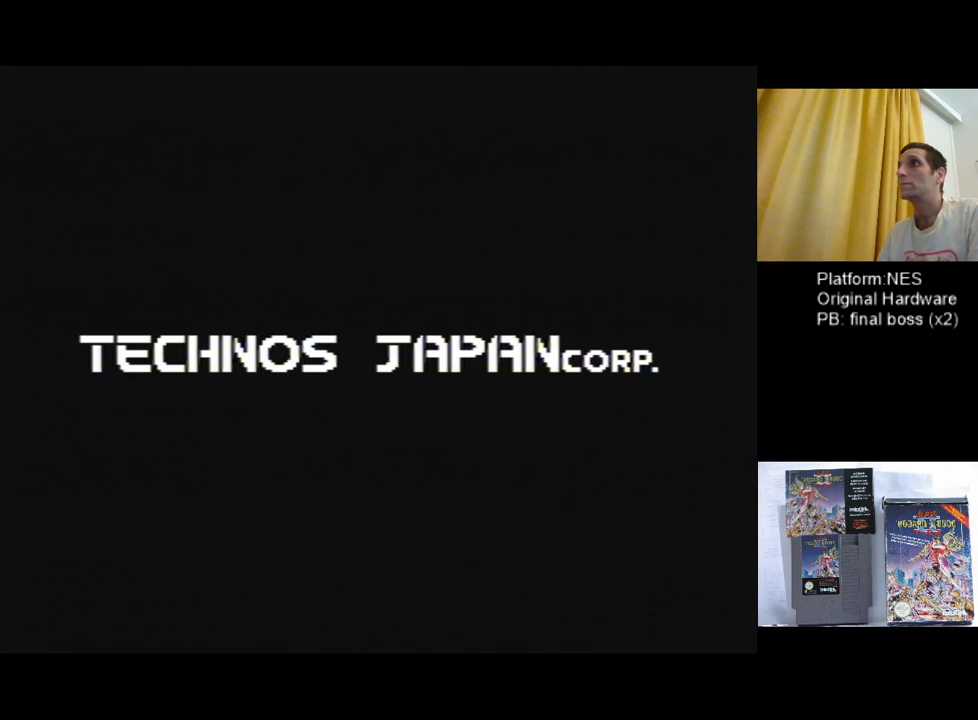 TECHNOS JAPAN CORP.
Platform:NES
Original Hardware
PB: final boss (x2)